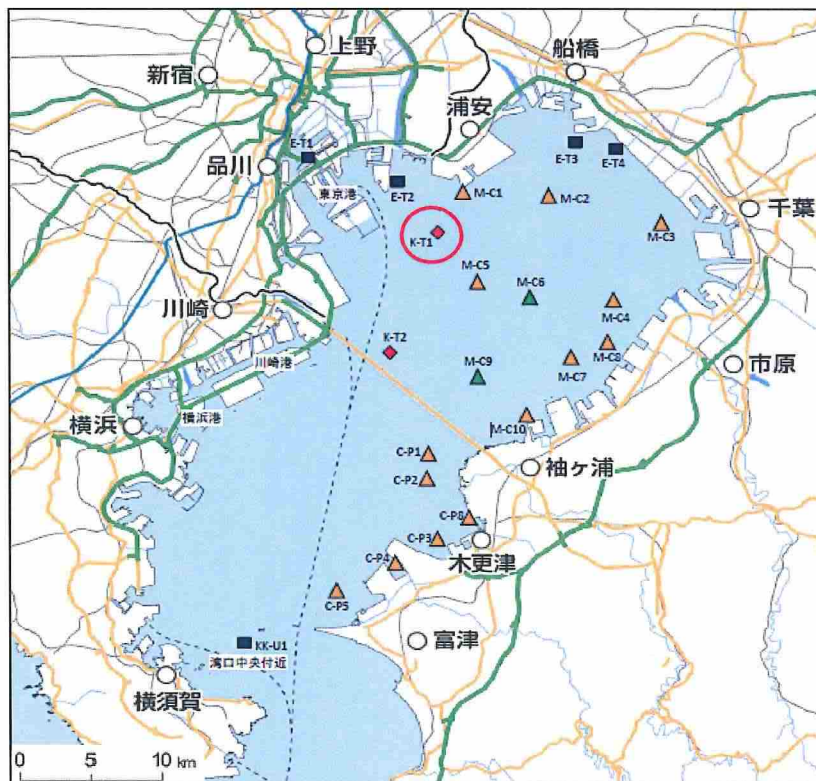 上野
船橋
新宿
浦安
E-T1
E-T3
E-T4
品川
E-T2
東京港
M-C1
M-C2
千葉
K-T1
M-C3
M-C5
M-C6
川崎
M-C4
K-T2
川崎港
M-C8
M-C9
M-C7
市原
横浜港
横浜
M-C10
C-P1
袖ヶ浦
C-P2
C-P8
C-P3
木更津
C-P4
C-P5
富津
KK-U1
湾口中央付近
横須賀
0 5 10 km